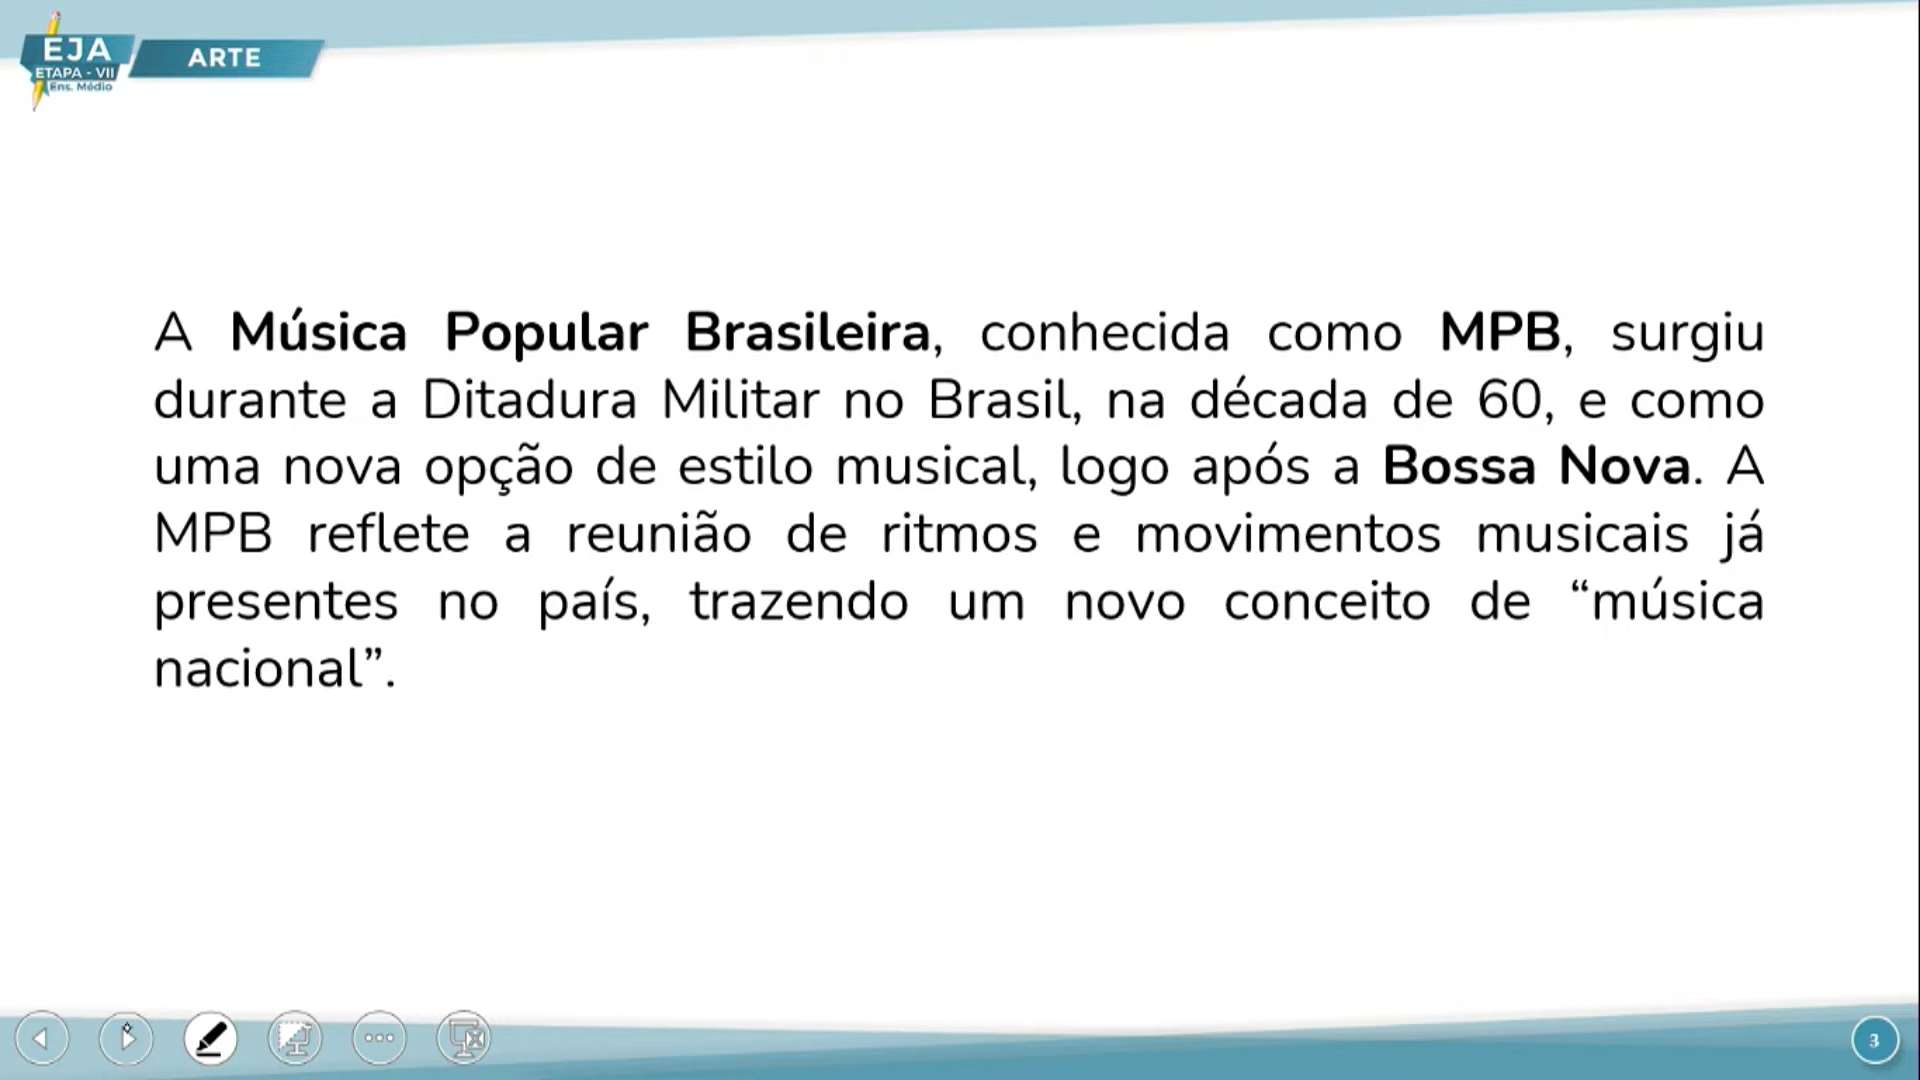 EJA
ETAPA - VII
Ens. Médio
ARTE
A Música Popular Brasileira, conhecida como MPB, surgiu
durante a Ditadura Militar no Brasil, na década de 60, e como
uma nova opção de estilo musical, logo após a Bossa Nova. A
MPB reflete a reunião de ritmos e movimentos musicais já
presentes no país, trazendo um novo conceito de “música
nacional”.
3